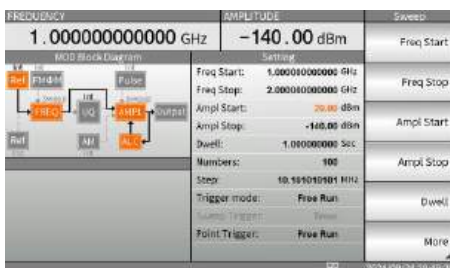 FREQUENCY
AMPLITUDE
Sweep
1.000000000000 GHz
-140.00 dBm
MOD Block Diagram
Setting
Freq Start
Freq Stop
Ampl Start
Ampl Stop
Dwell
More
Ref
Pulse
FREQ
I/Q
AMPL
Output
AM
ALC
Freq Start: 1.000000000000 GHz
Freq Stop: 2.000000000000 GHz
Ampl Start: 20.00 dBm
Ampl Stop: -140.00 dBm
Dwell: 1.000000000 Sec
Numbers: 100
Step: 10.101010101 MHz
Trigger mode: Free Run
Sweep Trigger:
Point Trigger: Free Run